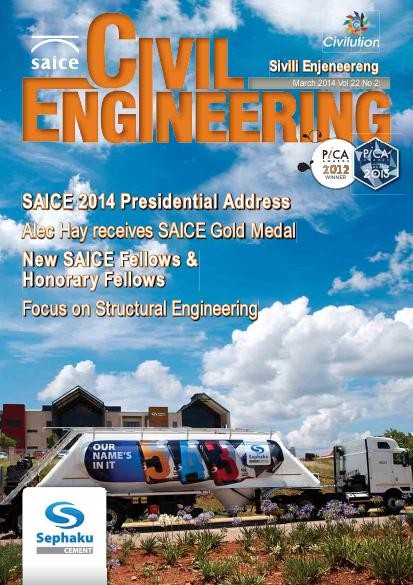 saice
Civilution
CIVIL
ENGINEERING
Sivili Enjeneereng
March 2014 Vol 22 No 2
PICA
AWARDS
2012
WINNER
PICA
2013
SAICE 2014 Presidential Address
Alec Hay receives SAICE Gold Medal
New SAICE Fellows &
Honorary Fellows
Focus on Structural Engineering
OUR
NAME'S
IN IT
Sephaku
CEMENT
Sephaku
CEMENT